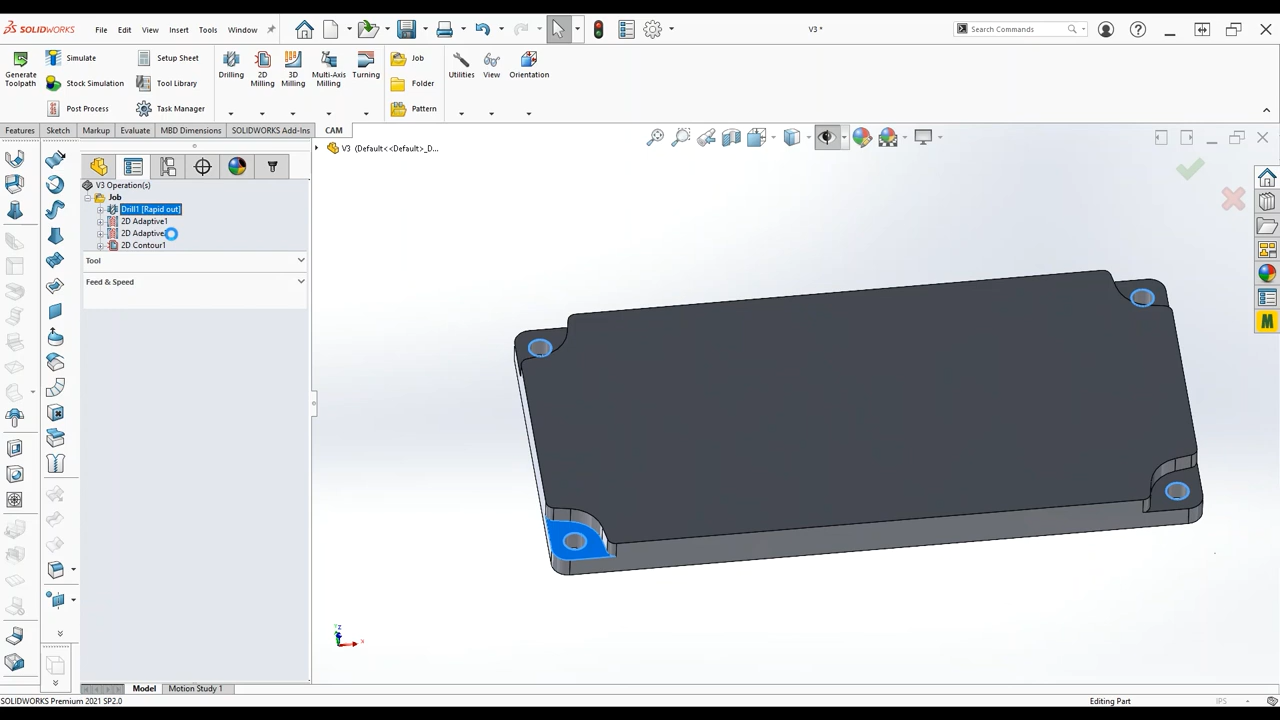 SOLIDWORKS File Edit View Insert Tools Window V3 * Search Commands
Generate Toolpath
Simulate
Stock Simulation
Post Process
Setup Sheet
Tool Library
Task Manager
Drilling
2D Milling
3D Milling
Multi-Axis Milling
Turning
Job
Folder
Pattern
Utilities
View
Orientation
Features Sketch Markup Evaluate MBD Dimensions SOLIDWORKS Add-Ins CAM
V3 (Default<<Default>_D...
V3 Operation(s)
Job
Drill1 [Rapid out]
2D Adaptive1
2D Adaptive
2D Contour1
Tool
Feed & Speed
M
Z
X
Model Motion Study 1
SOLIDWORKS Premium 2021 SP2.0 Editing Part IPS